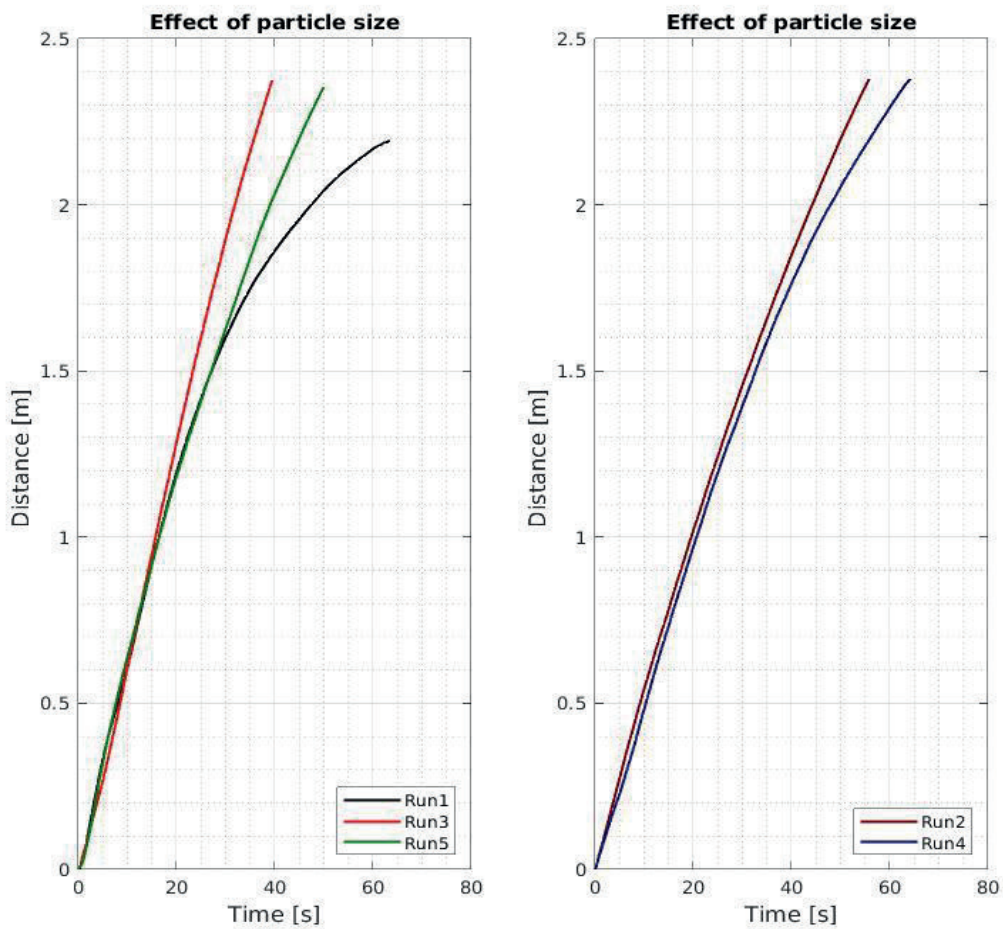 Effect of particle size
2.5
2
1.5
1
0.5
0
Distance [m]
0 20 40 60 80
Time [s]
Run1
Run3
Run5
Effect of particle size
2.5
2
1.5
1
0.5
0
Distance [m]
0 20 40 60 80
Time [s]
Run2
Run4